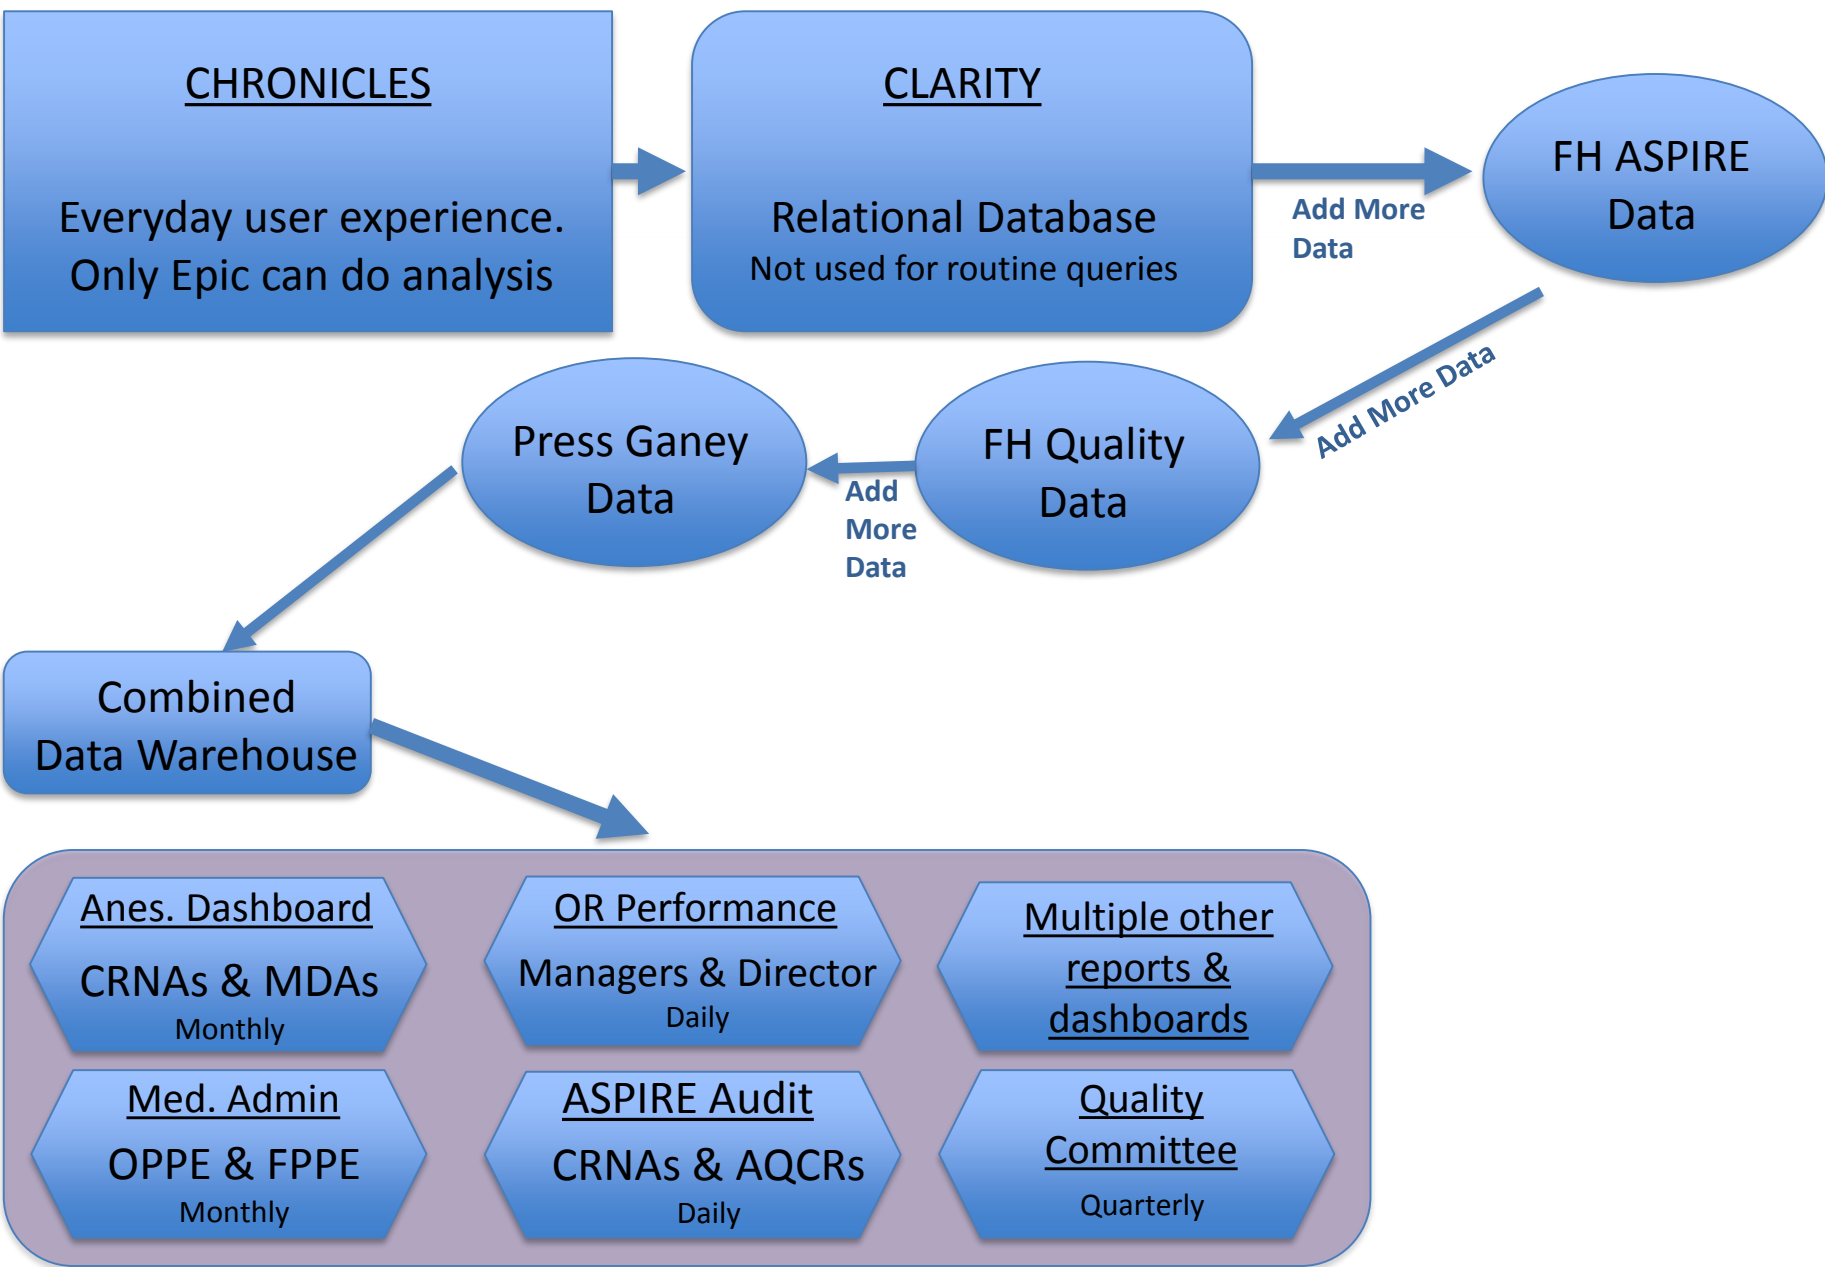 CHRONICLES
Everyday user experience.
Only Epic can do analysis
CLARITY
Relational Database
Not used for routine queries
Add More
Data
FH ASPIRE
Data
Add More Data
FH Quality
Data
Add
More
Data
Press Ganey
Data
Combined
Data Warehouse
Anes. Dashboard
CRNAs & MDAs
Monthly
OR Performance
Managers & Director
Daily
Multiple other
reports &
dashboards
Med. Admin
OPPE & FPPE
Monthly
ASPIRE Audit
CRNAs & AQCRs
Daily
Quality
Committee
Quarterly